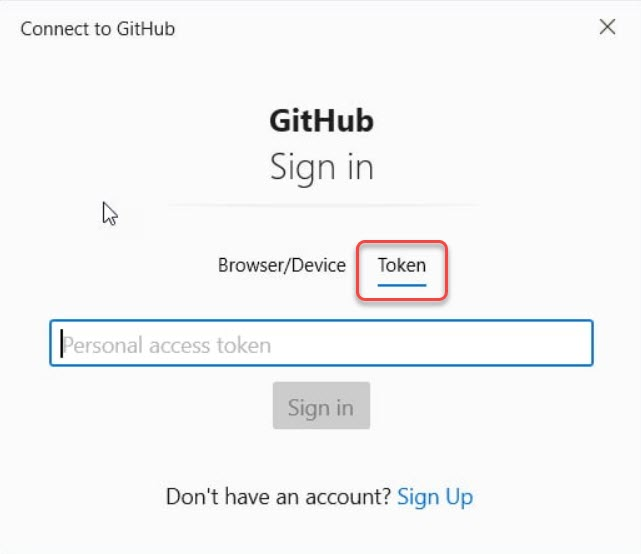 Connect to GitHub
GitHub
Sign in
Browser/Device Token
Personal access token
Sign in
Don't have an account? Sign Up